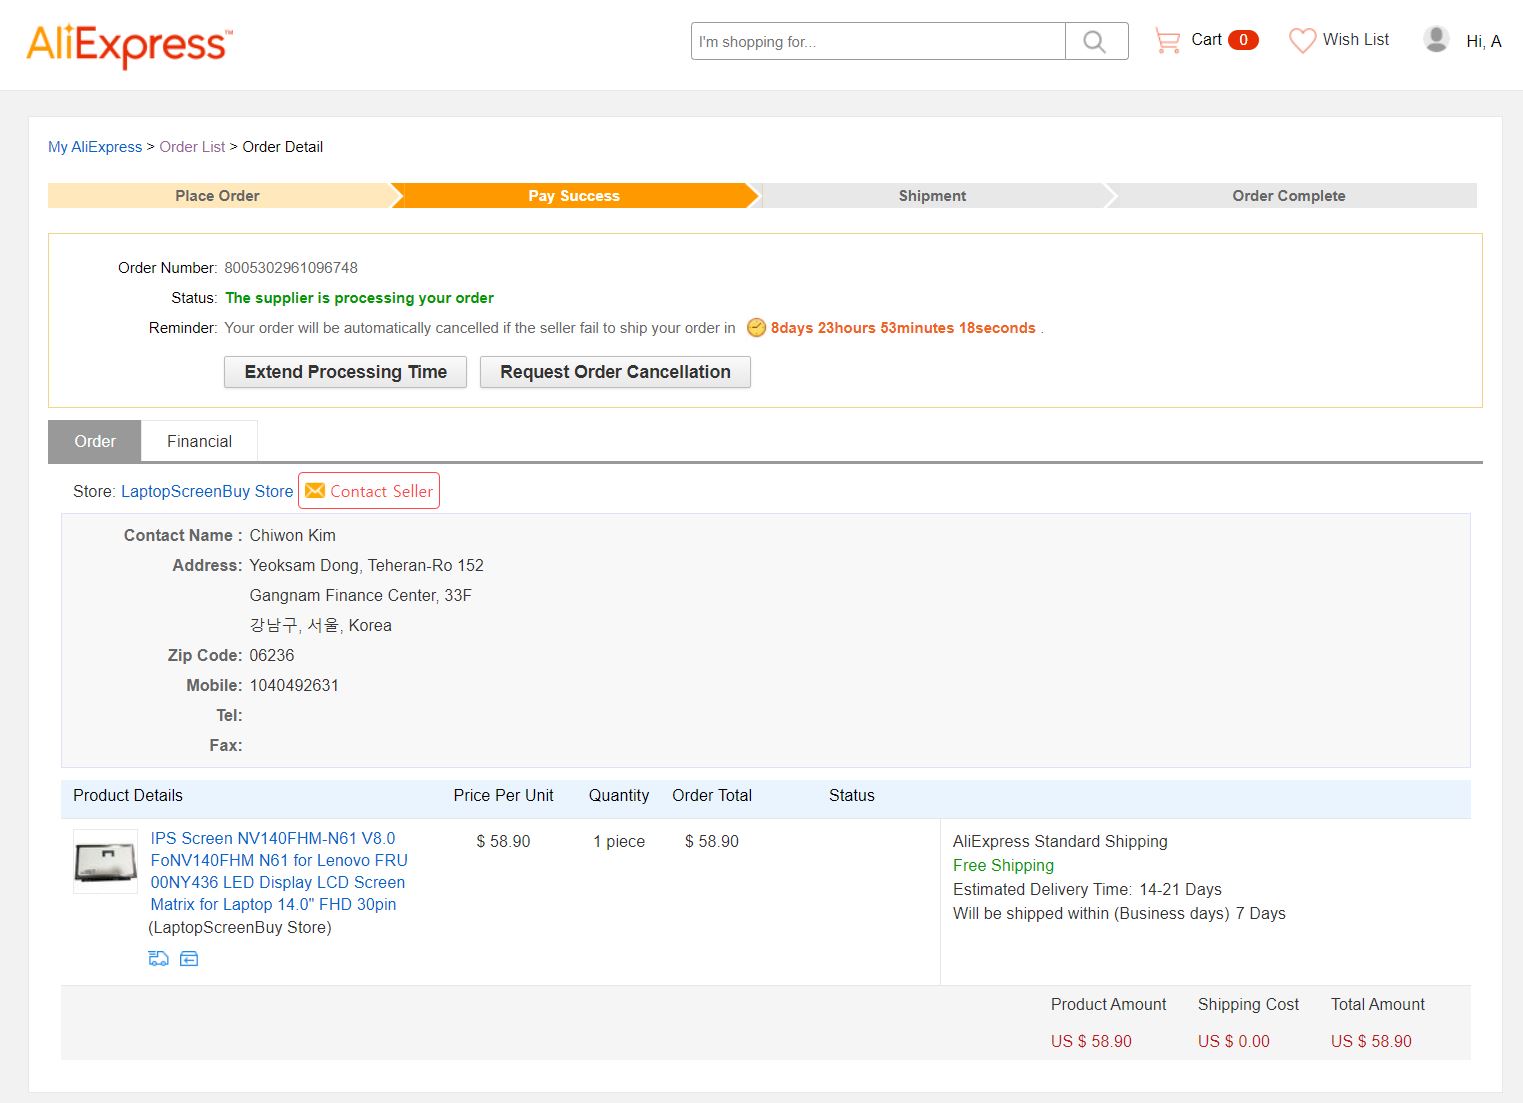 AliExpress™
I'm shopping for...
Cart 0
Wish List
Hi, A
My AliExpress > Order List > Order Detail
Place Order
Pay Success
Shipment
Order Complete
Order Number: 8005302961096748
Status: The supplier is processing your order
Reminder: Your order will be automatically cancelled if the seller fail to ship your order in 8days 23hours 53minutes 18seconds .
Extend Processing Time
Request Order Cancellation
Order
Financial
Store: LaptopScreenBuy Store Contact Seller
Contact Name : Chiwon Kim
Address: Yeoksam Dong, Teheran-Ro 152
Gangnam Finance Center, 33F
강남구, 서울, Korea
Zip Code: 06236
Mobile: 1040492631
Tel:
Fax:
Product Details Price Per Unit Quantity Order Total Status
IPS Screen NV140FHM-N61 V8.0
FoNV140FHM N61 for Lenovo FRU
00NY436 LED Display LCD Screen
Matrix for Laptop 14.0" FHD 30pin
(LaptopScreenBuy Store)
$ 58.90
1 piece
$ 58.90
AliExpress Standard Shipping
Free Shipping
Estimated Delivery Time: 14-21 Days
Will be shipped within (Business days) 7 Days
Product Amount Shipping Cost Total Amount
US $ 58.90 US $ 0.00 US $ 58.90